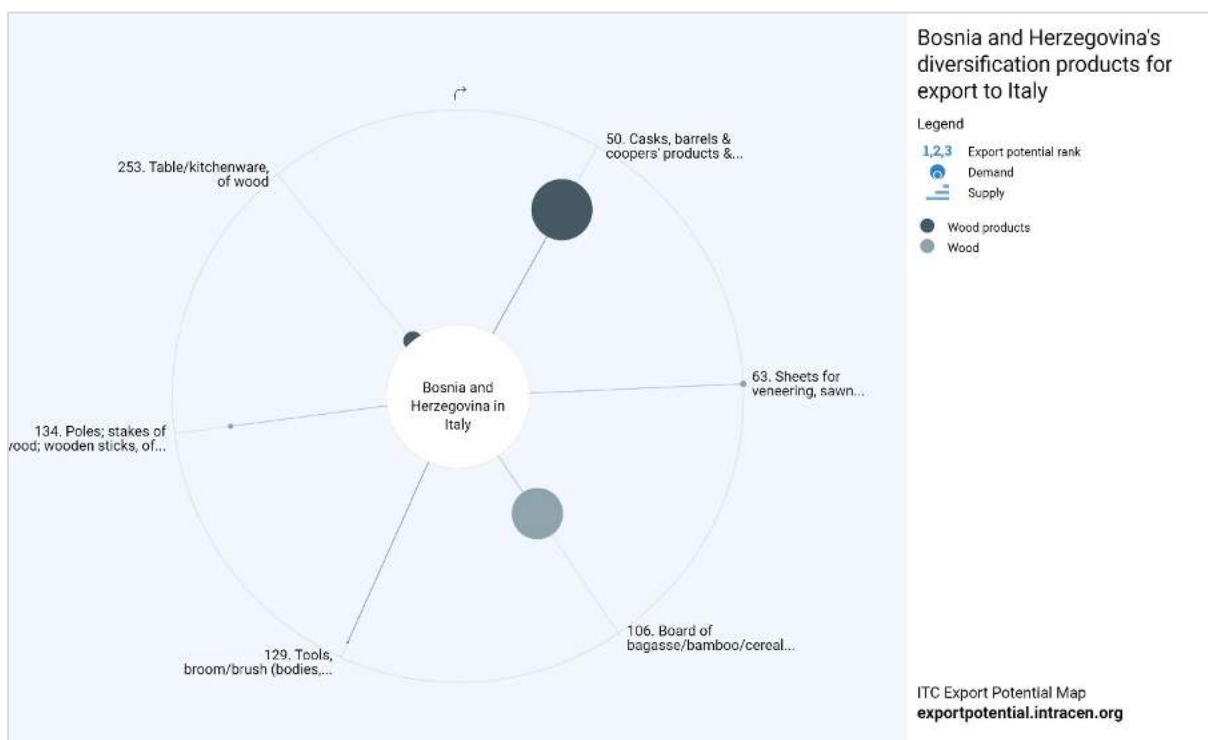 Bosnia and Herzegovina's
diversification products for
export to Italy
Legend
1,2,3 Export potential rank
Demand
Supply
Wood products
Wood
50. Casks, barrels &
coopers' products &...
253. Table/kitchenware,
of wood
63. Sheets for
veneering, sawn...
Bosnia and
Herzegovina in
Italy
134. Poles; stakes of
wood; wooden sticks, of...
106. Board of
bagasse/bamboo/cereal...
129. Tools,
broom/brush (bodies,...
ITC Export Potential Map
exportpotential.intracen.org